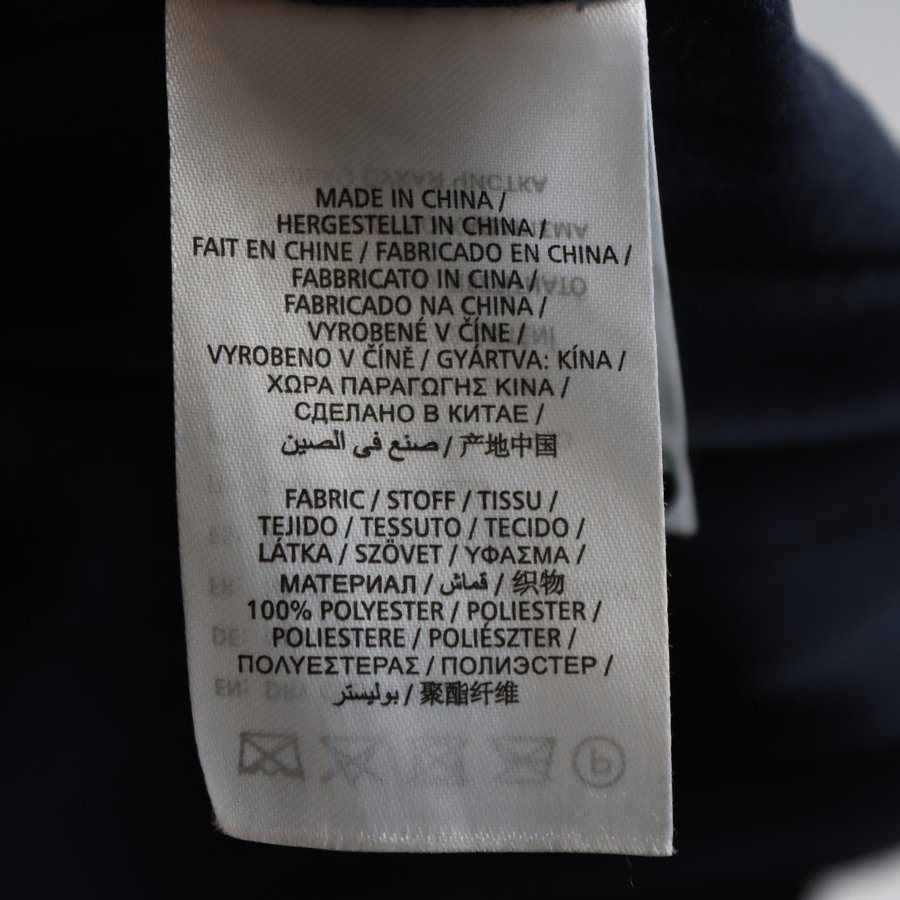 MADE IN CHINA /
HERGESTELLT IN CHINA /
FAIT EN CHINE / FABRICADO EN CHINA /
FABBRICATO IN CINA /
FABRICADO NA CHINA /
VYROBENÉ V ČÍNE /
VYROBENO V ČÍNĚ / GYÁRTVA: KÍNA /
ΧΩΡΑ ΠΑΡΑΓΩΓΗΣ ΚΙΝΑ /
СДЕЛАНО В КИТАЕ /
صنع في الصين / 产地中国
FABRIC / STOFF / TISSU /
TEJIDO / TESSUTO / TECIDO /
LÁTKA / SZÖVET / ΥΦΑΣΜΑ /
МАТЕРИАЛ / قماش / 织物
100% POLYESTER / POLIESTER /
POLIESTERE / POLIÉSZTER /
ΠΟΛΥΕΣΤΕΡΑΣ / ПОЛИЭСТЕР /
بوليستر / 聚酯纤维